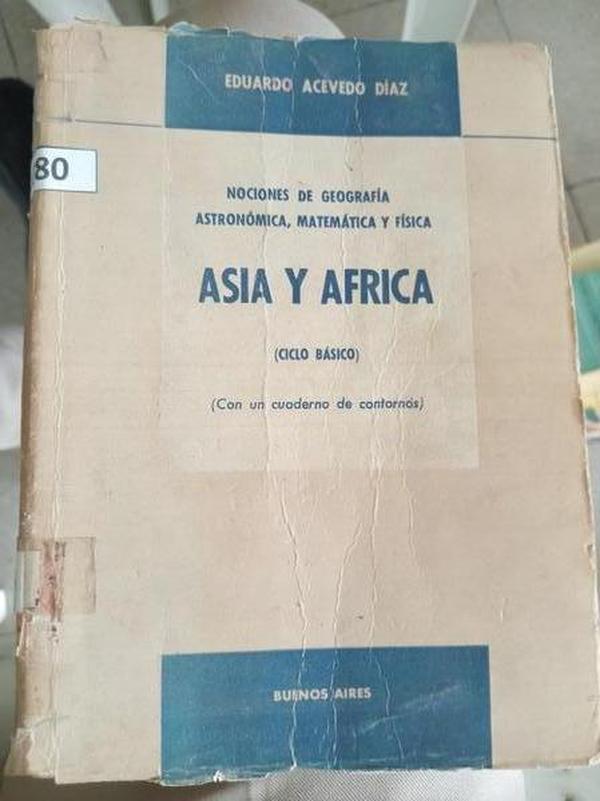 EDUARDO ACEVEDO DÍAZ
80
NOCIONES DE GEOGRAFÍA
ASTRONÓMICA, MATEMÁTICA Y FÍSICA
ASIA Y AFRICA
(CICLO BÁSICO)
(Con un cuaderno de contornos)
BUENOS AIRES